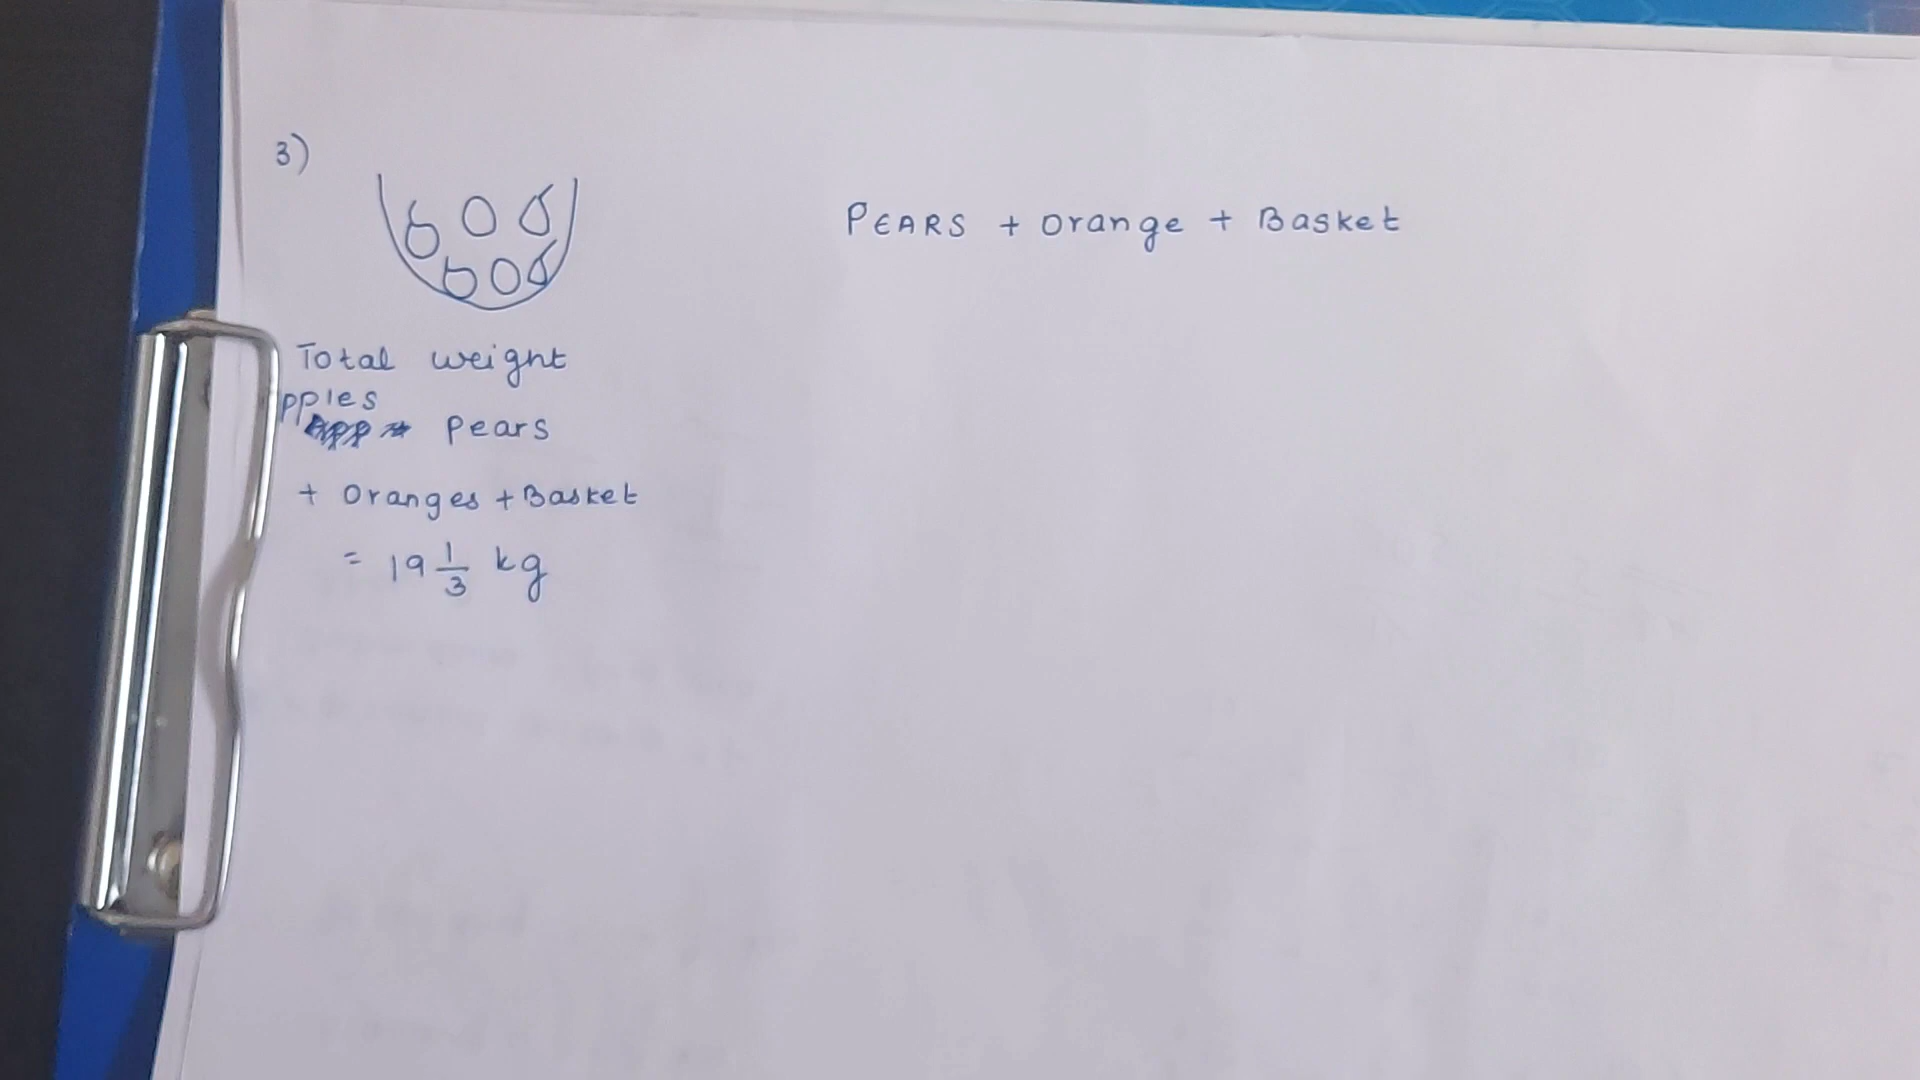 3)
PEARS + orange + Basket
Total weight
pples
pears
+ Oranges + Basket
= 19 1/3 kg